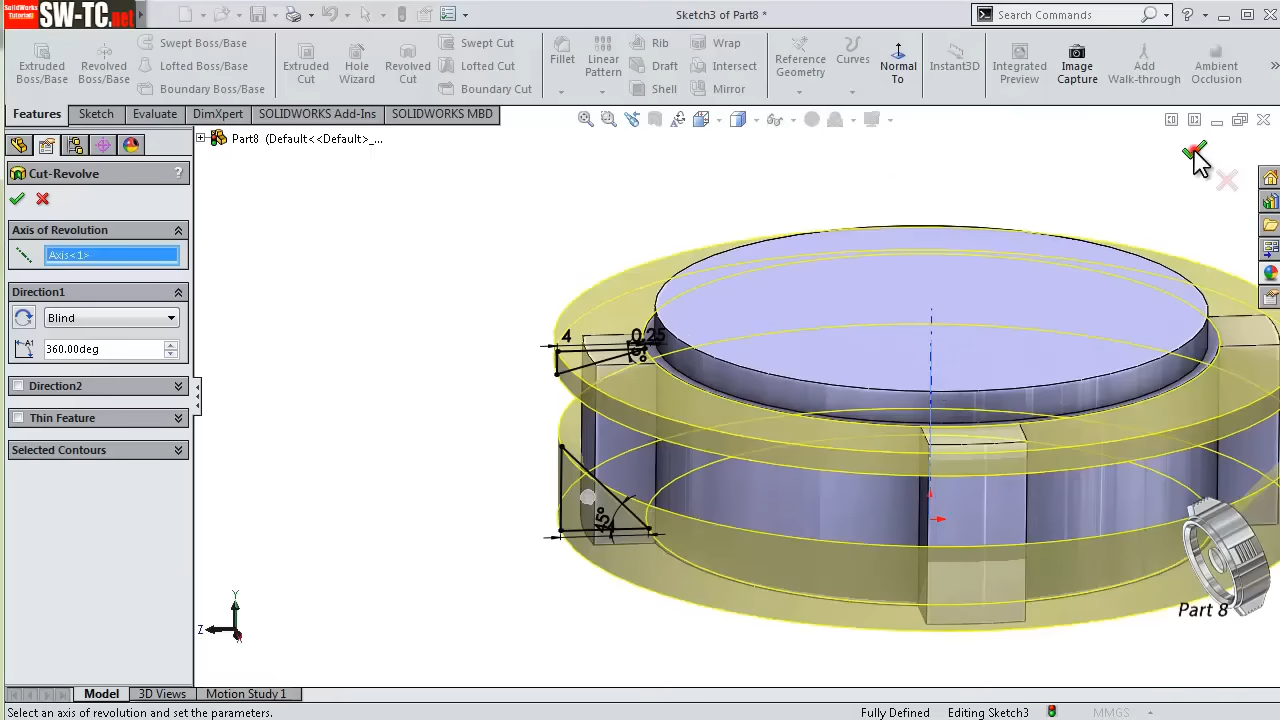 SolidWorks Tutorials
SW-TC.net
Sketch3 of Part8 *
Search Commands
?
Extruded Boss/Base
Revolved Boss/Base
Swept Boss/Base
Lofted Boss/Base
Boundary Boss/Base
Extruded Cut
Hole Wizard
Revolved Cut
Swept Cut
Lofted Cut
Boundary Cut
Fillet
Linear Pattern
Rib
Draft
Shell
Wrap
Intersect
Mirror
Reference Geometry
Curves
Normal To
Instant3D
Integrated Preview
Image Capture
Add Walk-through
Ambient Occlusion
»
Features
Sketch
Evaluate
DimXpert
SOLIDWORKS Add-Ins
SOLIDWORKS MBD
Part8 (Default<<Default>_...
Cut-Revolve
?
Axis of Revolution
Axis<1>
Direction1
Blind
360.00deg
Direction2
Thin Feature
Selected Contours
4
0.25
45°
Part 8
Y
Z
Model
3D Views
Motion Study 1
Select an axis of revolution and set the parameters.
Fully Defined
Editing Sketch3
MMGS